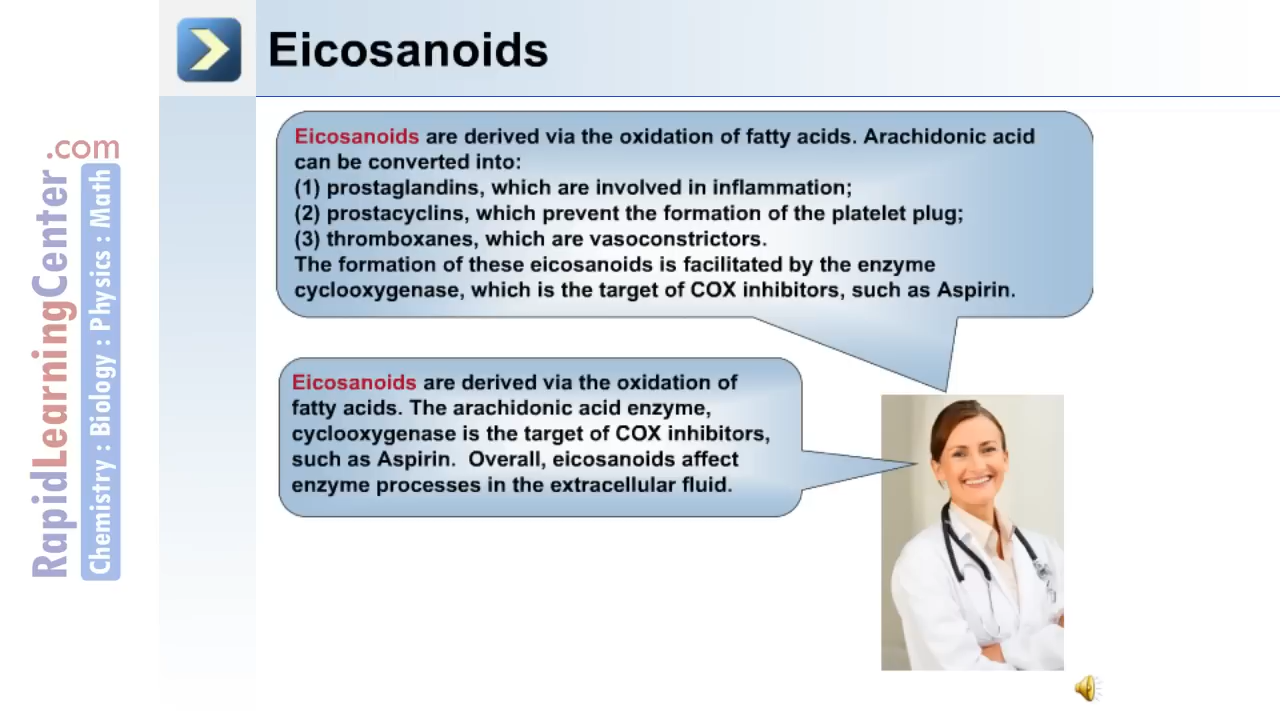 Eicosanoids
Eicosanoids are derived via the oxidation of fatty acids. Arachidonic acid
can be converted into:
(1) prostaglandins, which are involved in inflammation;
(2) prostacyclins, which prevent the formation of the platelet plug;
(3) thromboxanes, which are vasoconstrictors.
The formation of these eicosanoids is facilitated by the enzyme
cyclooxygenase, which is the target of COX inhibitors, such as Aspirin.
Eicosanoids are derived via the oxidation of
fatty acids. The arachidonic acid enzyme,
cyclooxygenase is the target of COX inhibitors,
such as Aspirin. Overall, eicosanoids affect
enzyme processes in the extracellular fluid.
RapidLearningCenter.com
Chemistry : Biology : Physics : Math